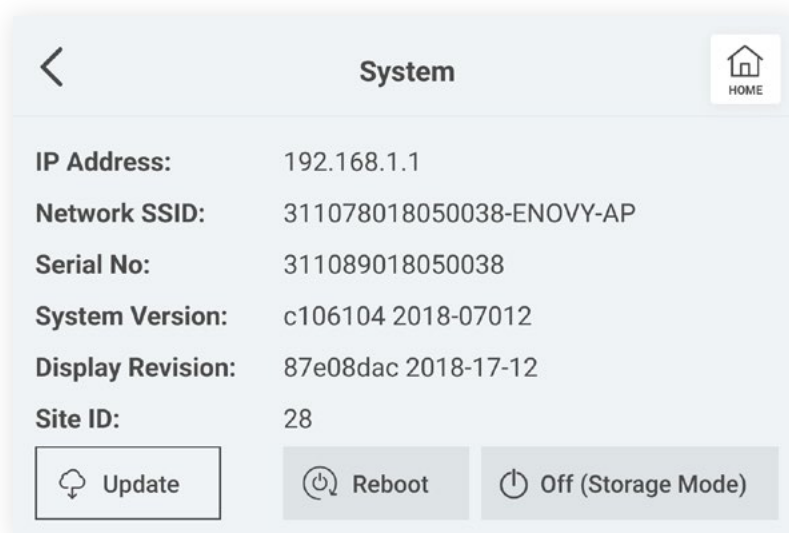 System
HOME
IP Address: 192.168.1.1
Network SSID: 311078018050038-ENOVY-AP
Serial No: 311089018050038
System Version: c106104 2018-07012
Display Revision: 87e08dac 2018-17-12
Site ID: 28
Update Reboot Off (Storage Mode)